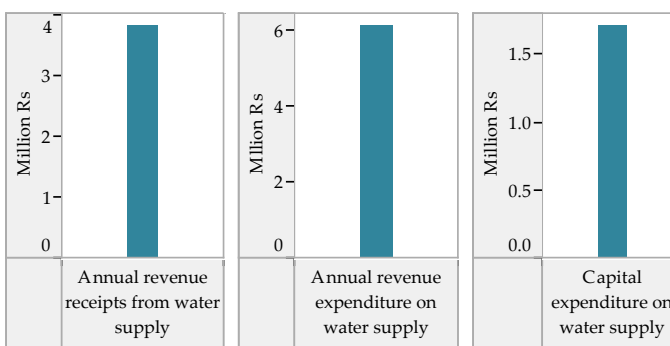 Million Rs
4
3
2
1
0
Annual revenue
receipts from water
supply
Mllion Rs
6
4
2
0
Annual revenue
expenditure on
water supply
Million Rs
1.5
1.0
0.5
0.0
Capital
expenditure on
water supply